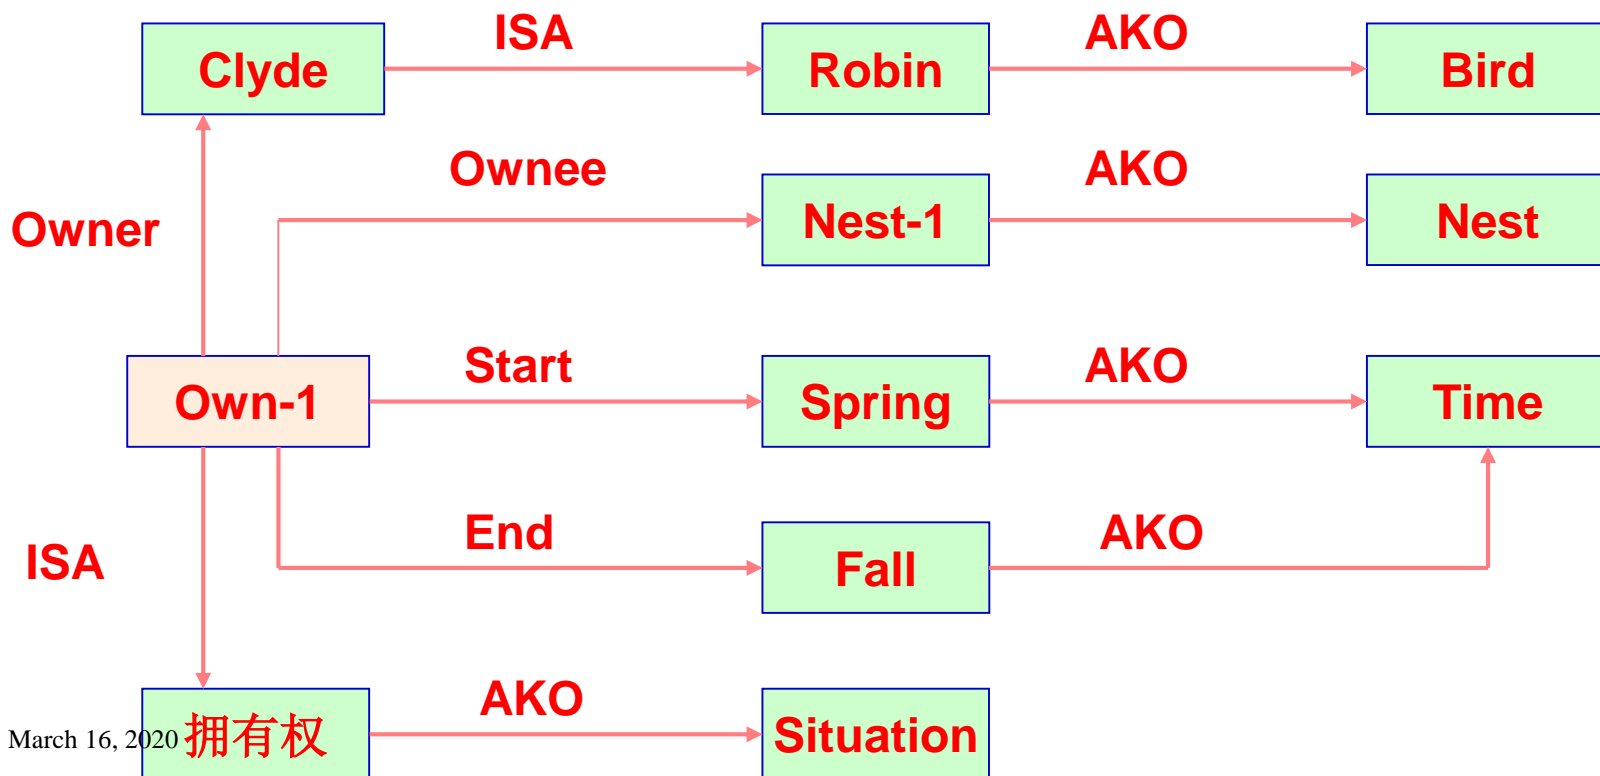 ISA
AKO
Clyde
Robin
Bird
Ownee
AKO
Owner
Nest-1
Nest
Start
AKO
Own-1
Spring
Time
End
AKO
ISA
Fall
AKO
拥有权
Situation
March 16, 2020